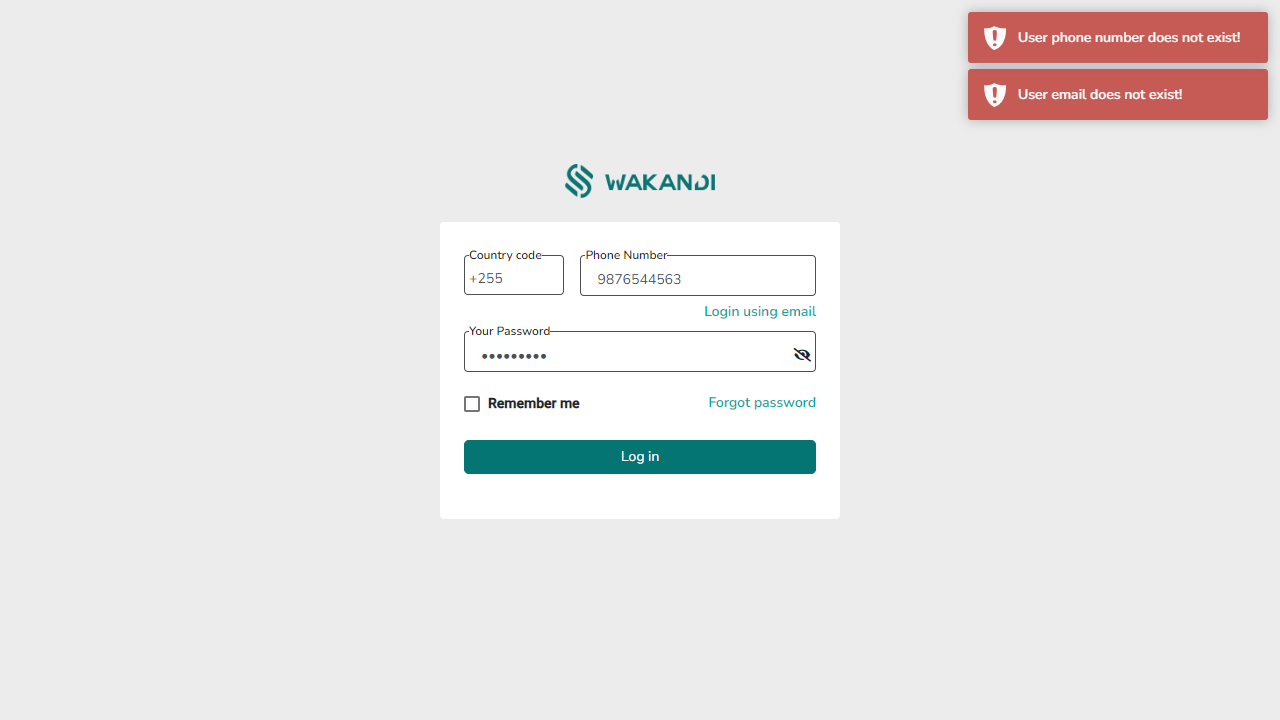 User phone number does not exist!
User email does not exist!
WAKANDI
Country code
Phone Number
+255
9876544563
Login using email
Your Password
•••••••••
Remember me
Forgot password
Log in